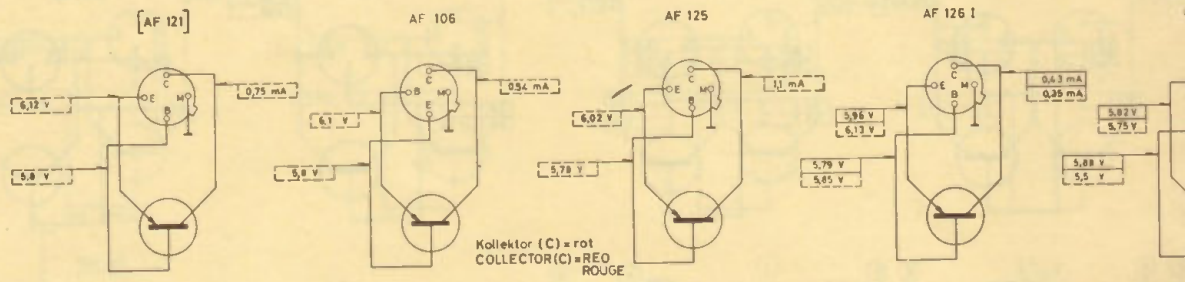 [AF 121]
C
E
M
B
6,12 V
0,75 mA
5,8 V
AF 106
C
B
M
E
6,1 V
0,54 mA
5,8 V
Kollektor (C) = rot
COLLECTOR (C) = RED
ROUGE
AF 125
C
E
M
B
6,02 V
1,1 mA
5,78 V
AF 126 I
C
E
M
B
5,96 V
6,13 V
0,43 mA
0,35 mA
5,79 V
5,85 V
5,82 V
5,75 V
5,88 V
5,5 V